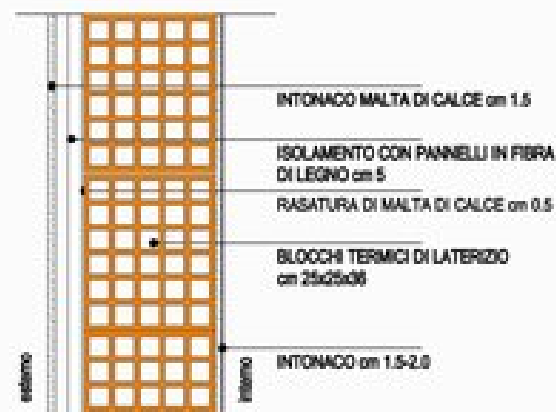 INTONACO MALTA DI CALCE cm 1.5
ISOLAMENTO CON PANNELLI IN FIBRA
DI LEGNO cm 5
RASATURA DI MALTA DI CALCE cm 0.5
BLOCCHI TERMICI DI LATERIZIO
cm 25x25x36
INTONACO cm 1.5-2.0
esterno
interno